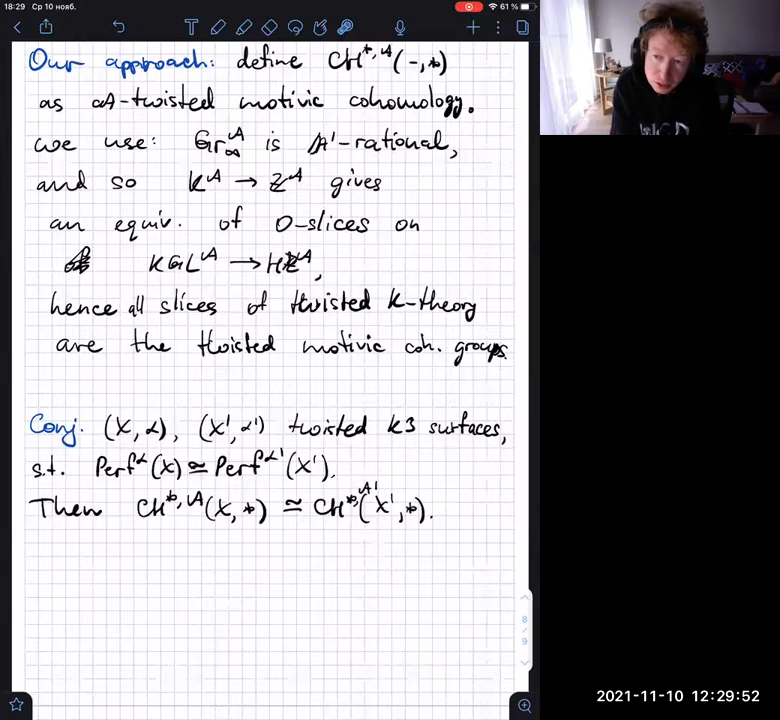 18:29 Ср 10 нояб.
61 %
Our approach: define CH*,𝒜(-,*)
as 𝒜-twisted motivic cohomology.
we use: Gr∞^𝒜 is 𝔸¹-rational,
and so K^𝒜 → ℤ^𝒜 gives
an equiv. of 0-slices on
KGL^𝒜 → Hℤ^𝒜,
hence all slices of twisted K-theory
are the twisted motivic coh. groups.
Conj. (X, α), (X', α') twisted K3 surfaces,
s.t. Perf^α(X) ≃ Perf^α'(X').
Then CH*,𝒜(X, *) ≃ CH*,𝒜'(X', *).
8
/
9
2021-11-10 12:29:52